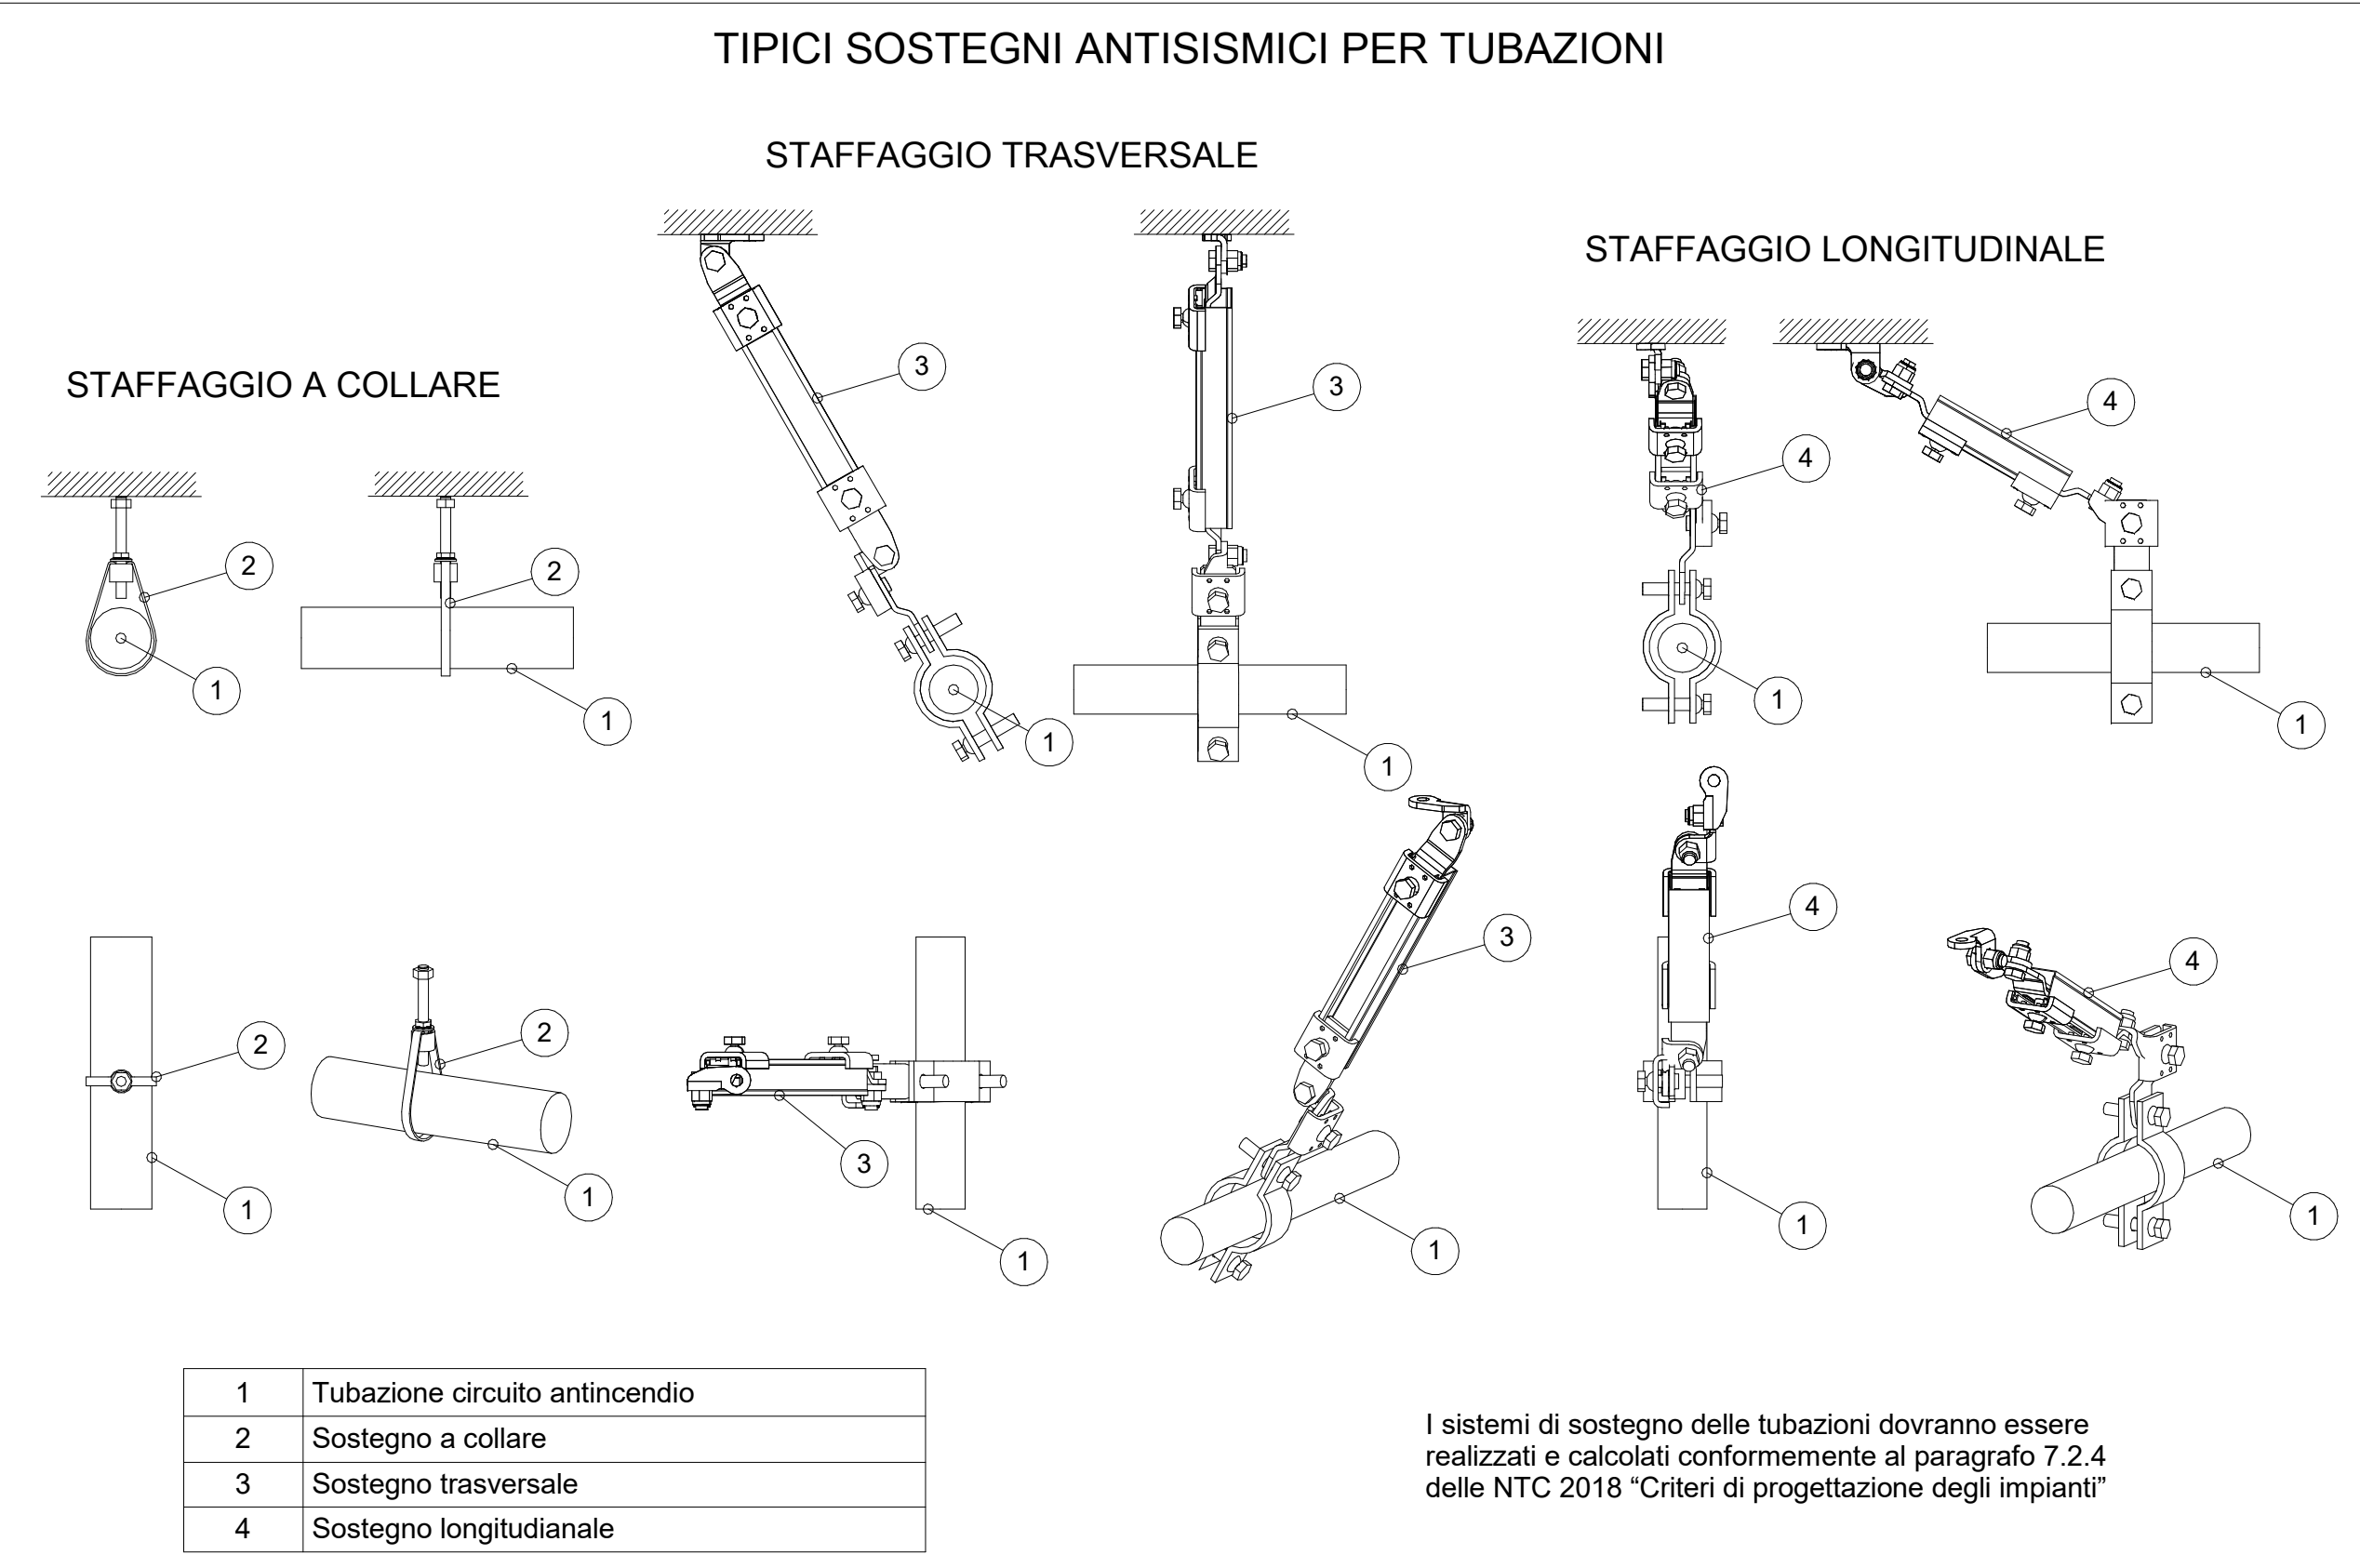 TIPICI SOSTEGNI ANTISISMICI PER TUBAZIONI
STAFFAGGIO TRASVERSALE
STAFFAGGIO LONGITUDINALE
STAFFAGGIO A COLLARE
3
3
4
4
2
2
1
1
1
1
1
1
2
2
1
1
3
1
3
1
4
1
4
1
1 Tubazione circuito antincendio
2 Sostegno a collare
3 Sostegno trasversale
4 Sostegno longitudianale
I sistemi di sostegno delle tubazioni dovranno essere
realizzati e calcolati conformemente al paragrafo 7.2.4
delle NTC 2018 “Criteri di progettazione degli impianti”